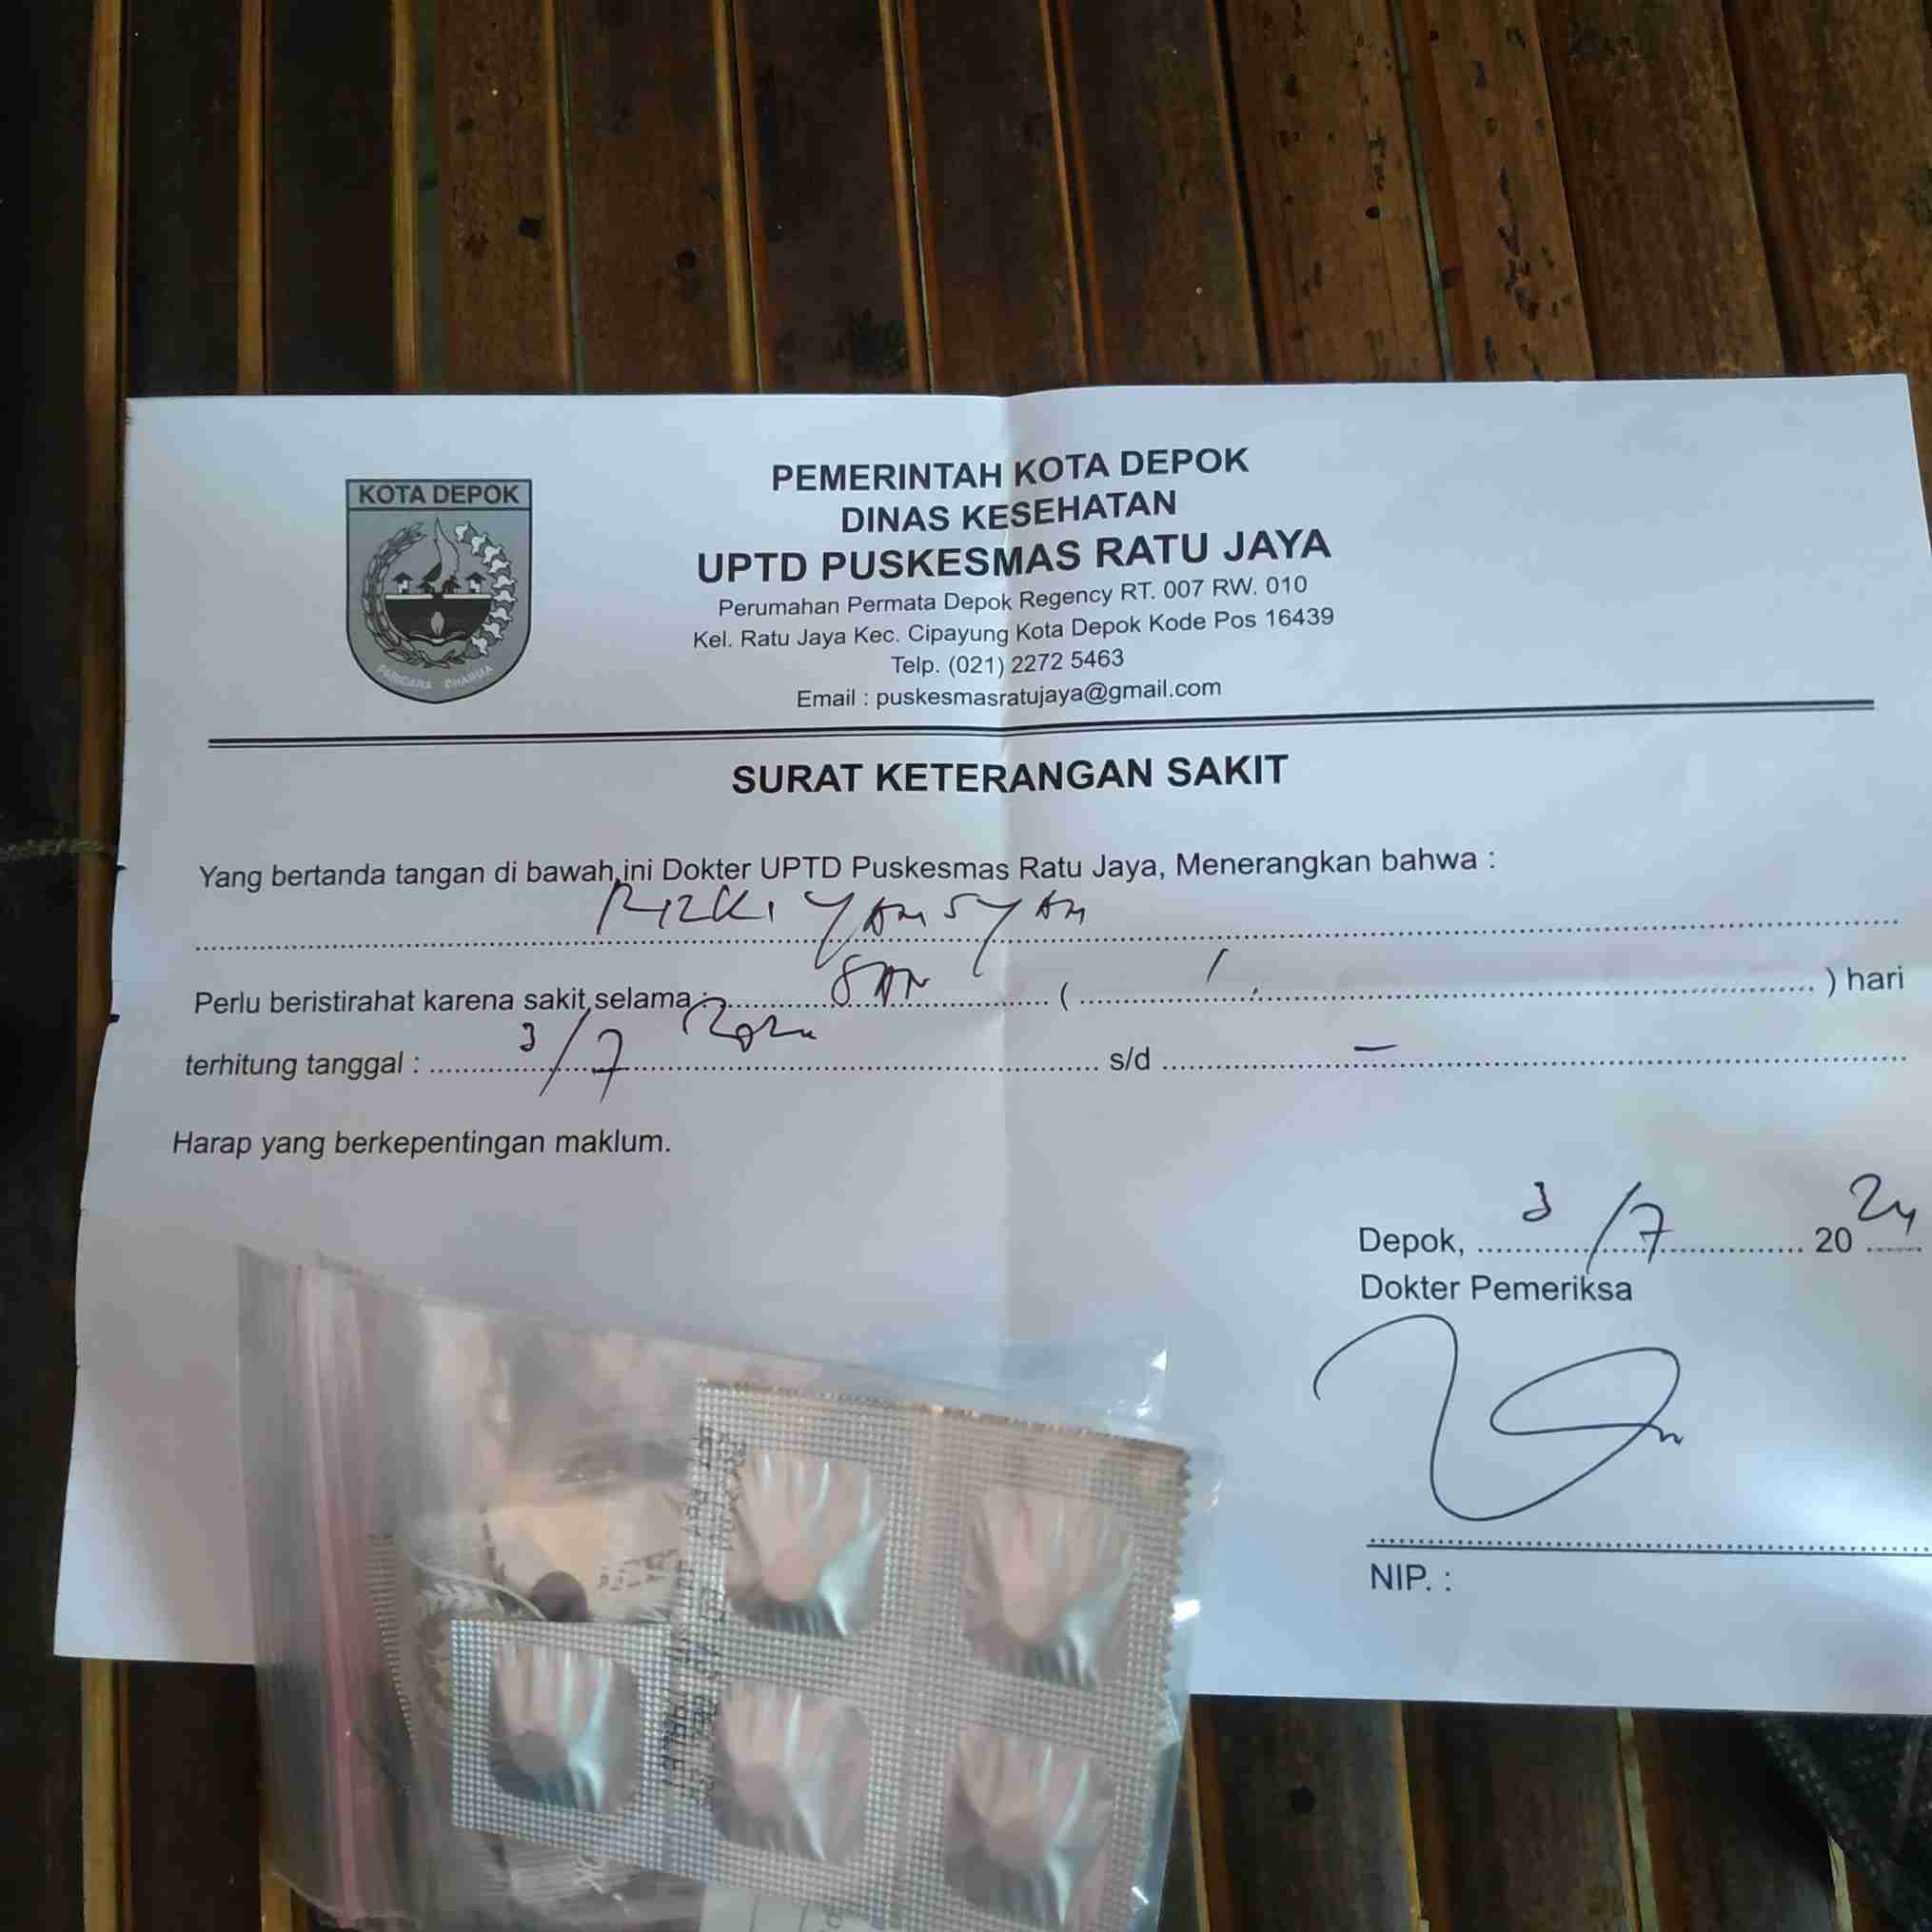 KOTA DEPOK
PARICARA DHARMA
PEMERINTAH KOTA DEPOK
DINAS KESEHATAN
UPTD PUSKESMAS RATU JAYA
Perumahan Permata Depok Regency RT. 007 RW. 010
Kel. Ratu Jaya Kec. Cipayung Kota Depok Kode Pos 16439
Telp. (021) 2272 5463
Email : puskesmasratujaya@gmail.com
SURAT KETERANGAN SAKIT
Yang bertanda tangan di bawah ini Dokter UPTD Puskesmas Ratu Jaya, Menerangkan bahwa :
RIZKI YAMSYAH
Perlu beristirahat karena sakit selama : ( 1 ) hari
terhitung tanggal : 3/7 2024 s/d -
Harap yang berkepentingan maklum.
Depok, 3/7 2024
Dokter Pemeriksa
NIP. :